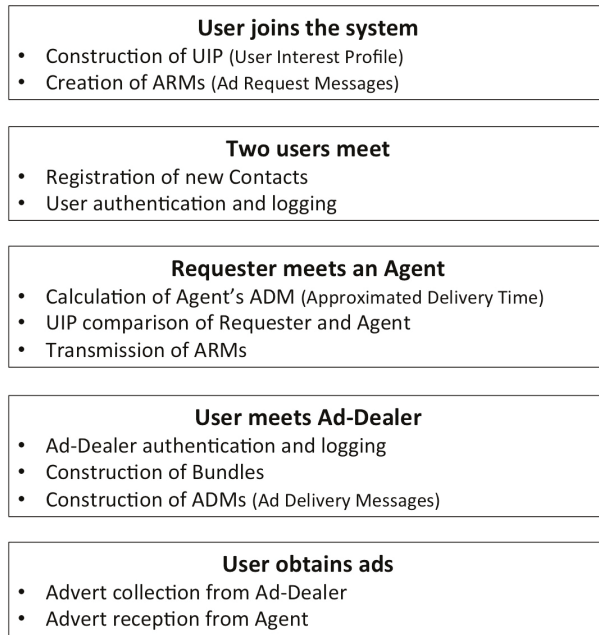 User joins the system
• Construction of UIP (User Interest Profile)
• Creation of ARMs (Ad Request Messages)
Two users meet
• Registration of new Contacts
• User authentication and logging
Requester meets an Agent
• Calculation of Agent's ADM (Approximated Delivery Time)
• UIP comparison of Requester and Agent
• Transmission of ARMs
User meets Ad-Dealer
• Ad-Dealer authentication and logging
• Construction of Bundles
• Construction of ADMs (Ad Delivery Messages)
User obtains ads
• Advert collection from Ad-Dealer
• Advert reception from Agent